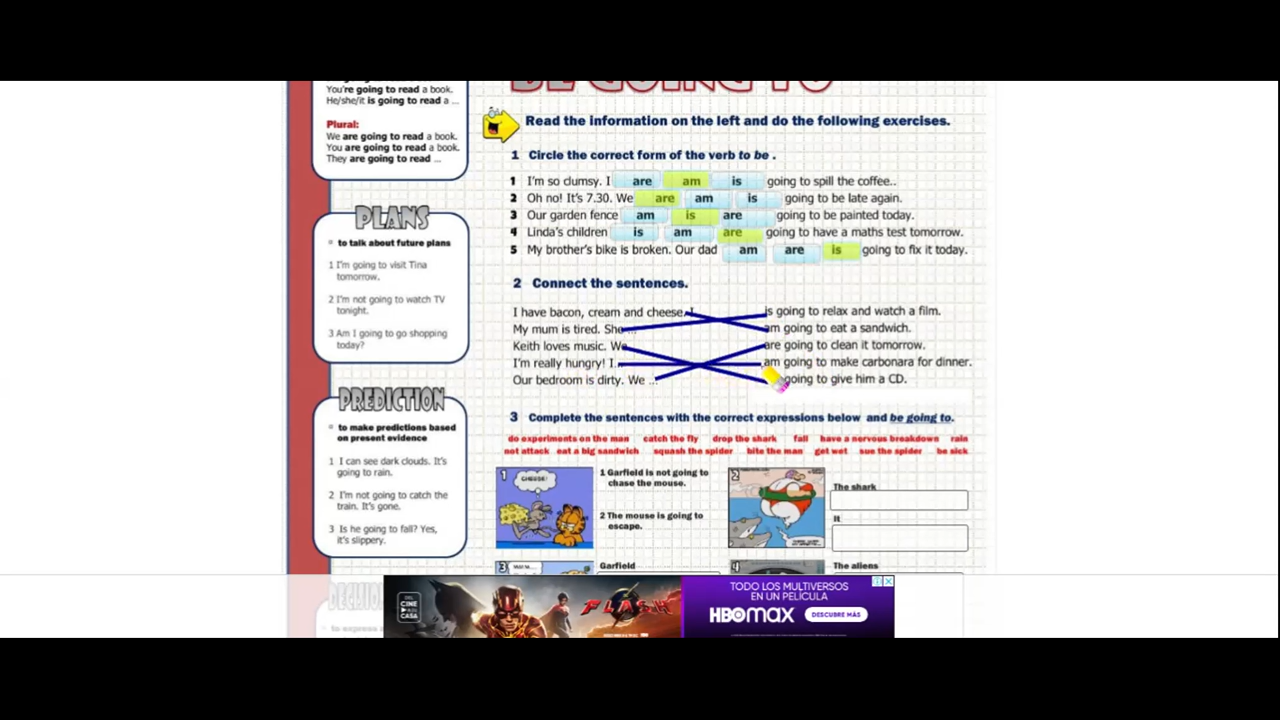 BE GOING TO
You're going to read a book.
He/she/it is going to read a ...
Plural:
We are going to read a book.
You are going to read a book.
They are going to read ...
PLANS
to talk about future plans
1 I'm going to visit Tina
tomorrow.
2 I'm not going to watch TV
tonight.
3 Am I going to go shopping
today?
PREDICTION
to make predictions based
on present evidence
1 I can see dark clouds. It's
going to rain.
2 I'm not going to catch the
train. It's gone.
3 Is he going to fall? Yes,
it's slippery.
Read the information on the left and do the following exercises.
1 Circle the correct form of the verb to be .
1 I'm so clumsy. I are am is going to spill the coffee..
2 Oh no! It's 7.30. We are am is going to be late again.
3 Our garden fence am is are going to be painted today.
4 Linda's children is am are going to have a maths test tomorrow.
5 My brother's bike is broken. Our dad am are is going to fix it today.
2 Connect the sentences.
I have bacon, cream and cheese. I... is going to relax and watch a film.
My mum is tired. She ... am going to eat a sandwich.
Keith loves music. We are going to clean it tomorrow.
I'm really hungry! I... am going to make carbonara for dinner.
Our bedroom is dirty. We ... going to give him a CD.
3 Complete the sentences with the correct expressions below and be going to.
do experiments on the man catch the fly drop the shark fall have a nervous breakdown rain
not attack eat a big sandwich squash the spider bite the man get wet sue the spider be sick
1
CHEESE!
1 Garfield is not going to
chase the mouse.
2 The mouse is going to
escape.
2
The shark
It
3
Garfield
4
The aliens
DECISION
to express
CINE
CASA
FLASH
TODO LOS MULTIVERSOS
EN UN PELÍCULA
HBOmax
DESCUBRE MÁS